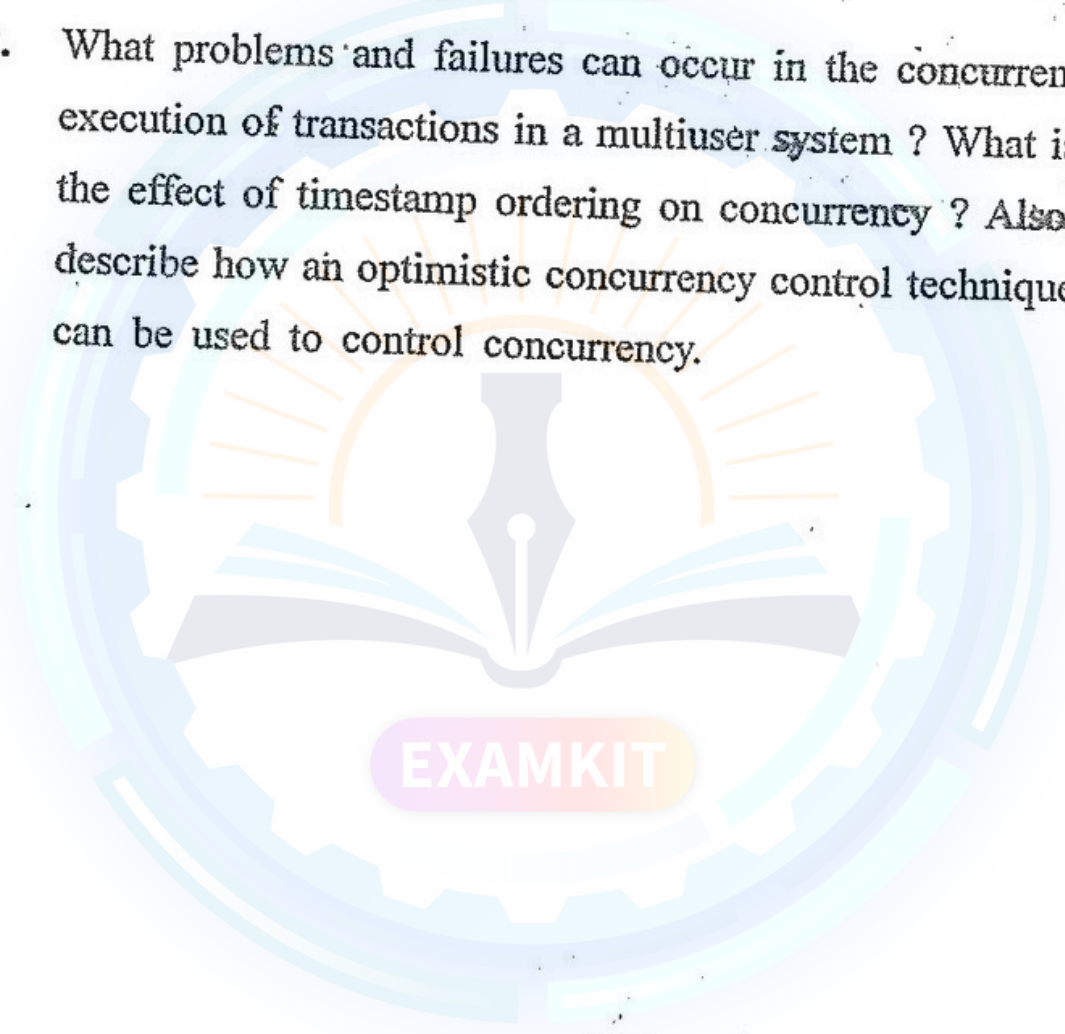 . What problems and failures can occur in the concurren
execution of transactions in a multiuser system ? What i
the effect of timestamp ordering on concurrency ? Also
describe how an optimistic concurrency control technique
can be used to control concurrency.
EXAMKIT